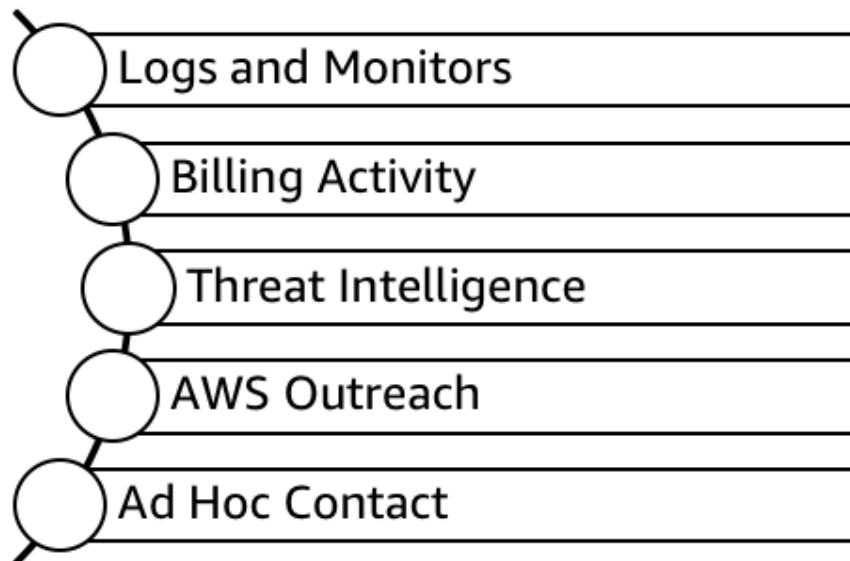 Logs and Monitors
Billing Activity
Threat Intelligence
AWS Outreach
Ad Hoc Contact